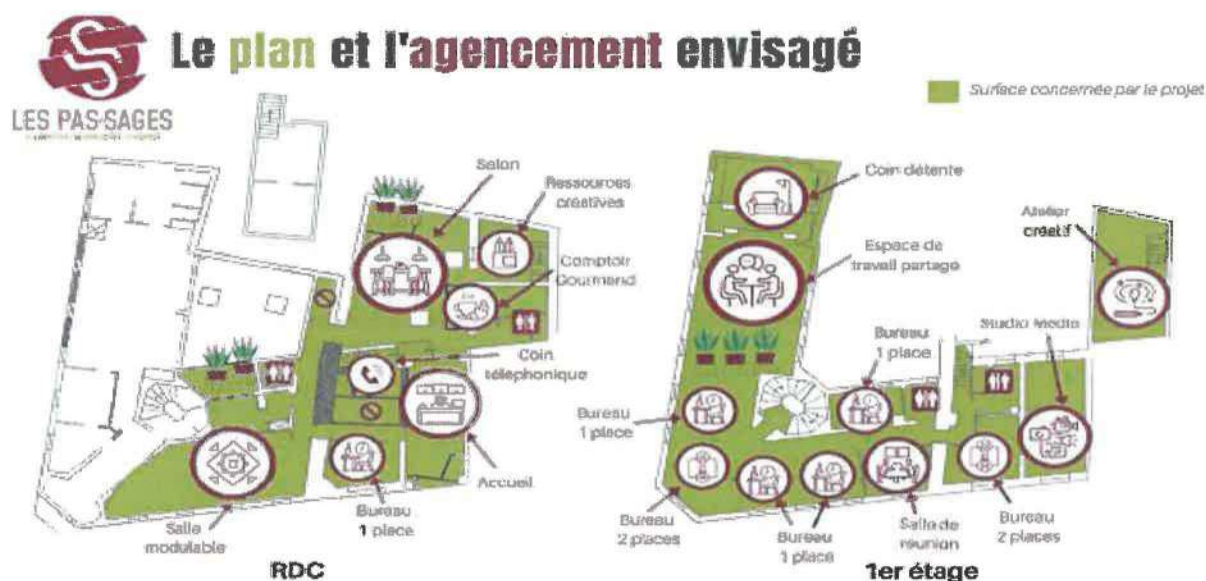 Le plan et l'agencement envisagé
LES PAS·SAGES
Surface concernée par le projet
Salon
Ressources
créatives
Comptoir
Gourmand
Coin
téléphonique
Accueil
Bureau
1 place
Salle
modulable
RDC
Coin détente
Espace de
travail partagé
Atelier
créatif
Studio Média
Bureau
1 place
Bureau
1 place
Bureau
2 places
Bureau
1 place
Salle de
réunion
Bureau
2 places
1er étage